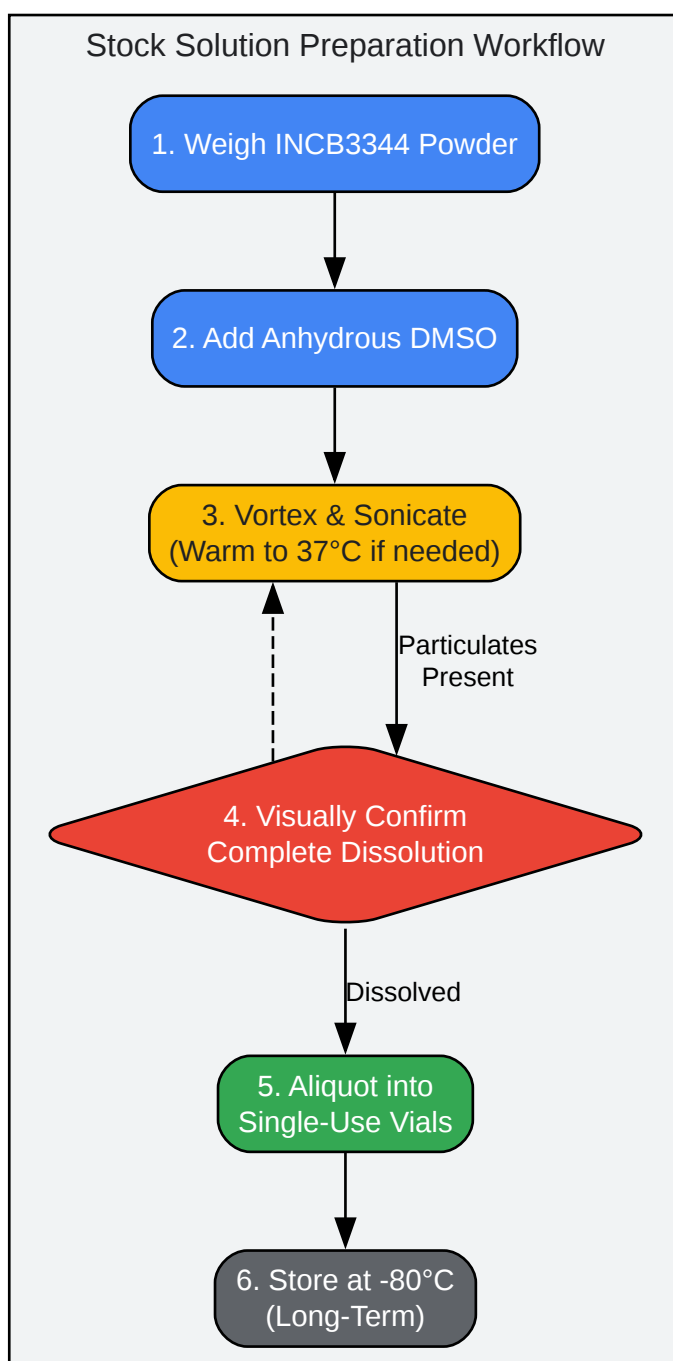 Stock Solution Preparation Workflow
1. Weigh INCB3344 Powder
2. Add Anhydrous DMSO
3. Vortex & Sonicate
(Warm to 37°C if needed)
Particulates
Present
4. Visually Confirm
Complete Dissolution
Dissolved
5. Aliquot into
Single-Use Vials
6. Store at -80°C
(Long-Term)